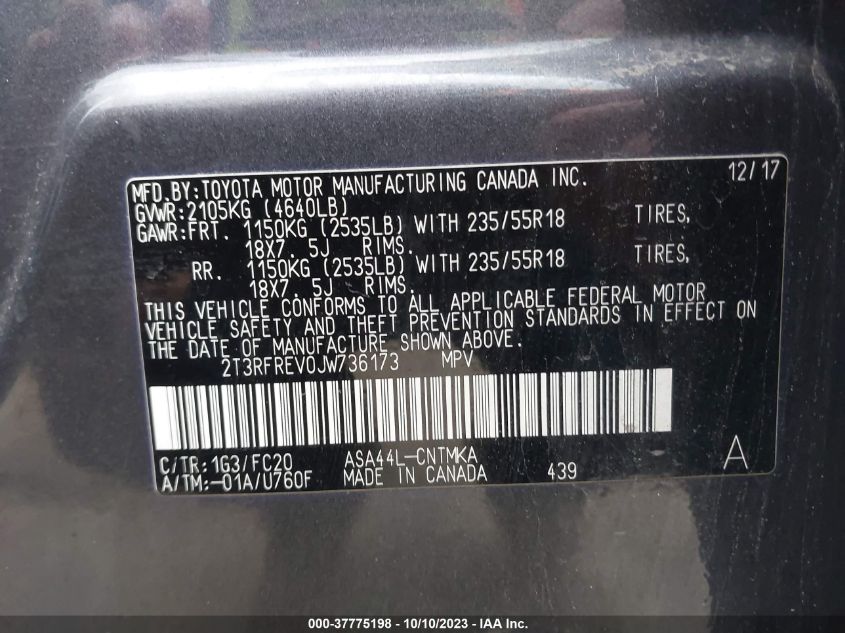 MFD.BY:TOYOTA MOTOR MANUFACTURING CANADA INC. 12/17
GVWR:2105KG (4640LB)
GAWR:FRT. 1150KG (2535LB) WITH 235/55R18 TIRES,
18X7. 5J RIMS.
RR. 1150KG (2535LB) WITH 235/55R18 TIRES,
18X7. 5J RIMS.
THIS VEHICLE CONFORMS TO ALL APPLICABLE FEDERAL MOTOR
VEHICLE SAFETY AND THEFT PREVENTION STANDARDS IN EFFECT ON
THE DATE OF MANUFACTURE SHOWN ABOVE.
2T3RFREV0JW736173 MPV
C/TR:1G3/FC20 ASA44L-CNTMKA A
A/TM:-01A/U760F MADE IN CANADA 439
000-37775198 - 10/10/2023 - IAA Inc.